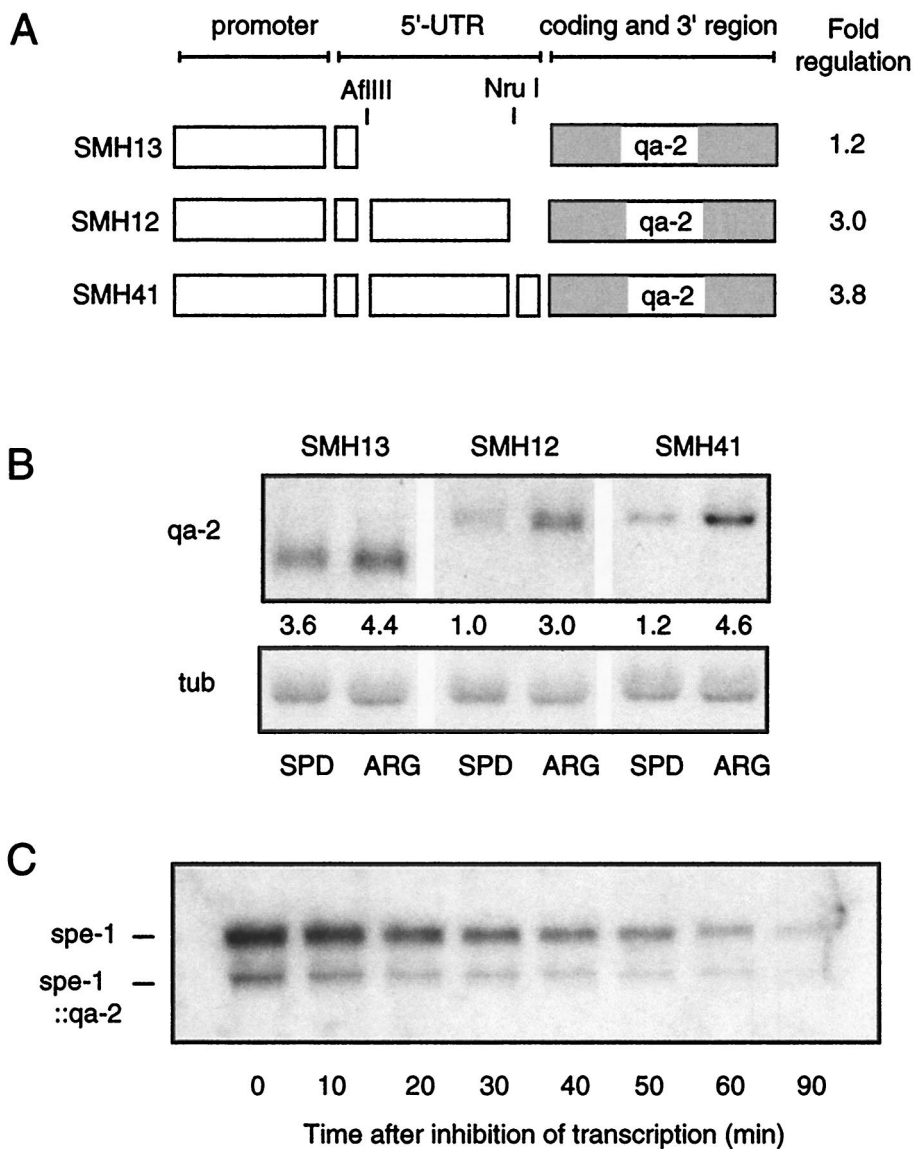 A
promoter 5'-UTR coding and 3' region Fold regulation
AflIII Nru I
SMH13 qa-2 1.2
SMH12 qa-2 3.0
SMH41 qa-2 3.8
B
SMH13 SMH12 SMH41
qa-2
3.6 4.4 1.0 3.0 1.2 4.6
tub
SPD ARG SPD ARG SPD ARG
C
spe-1
spe-1
::qa-2
0 10 20 30 40 50 60 90
Time after inhibition of transcription (min)